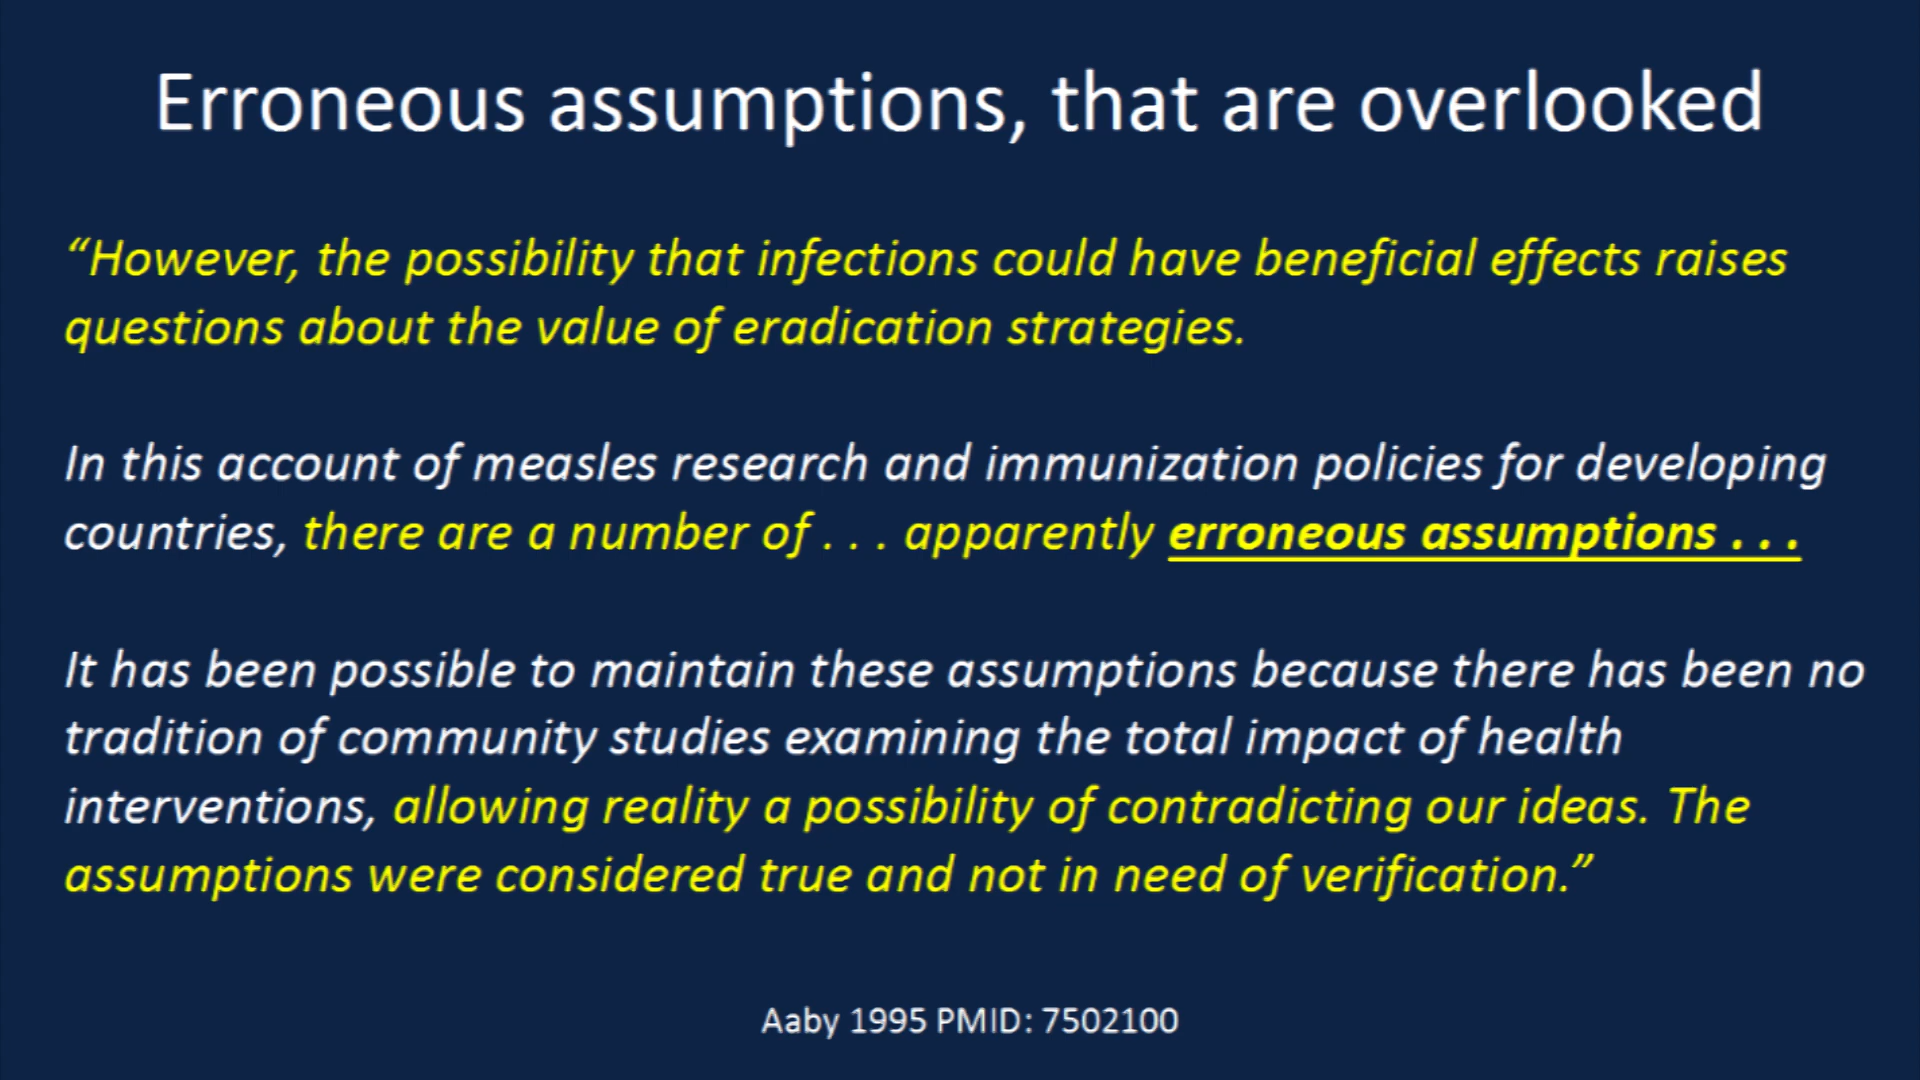 Erroneous assumptions, that are overlooked
“However, the possibility that infections could have beneficial effects raises
questions about the value of eradication strategies.
In this account of measles research and immunization policies for developing
countries, there are a number of . . . apparently erroneous assumptions . . .
It has been possible to maintain these assumptions because there has been no
tradition of community studies examining the total impact of health
interventions, allowing reality a possibility of contradicting our ideas. The
assumptions were considered true and not in need of verification.”
Aaby 1995 PMID: 7502100